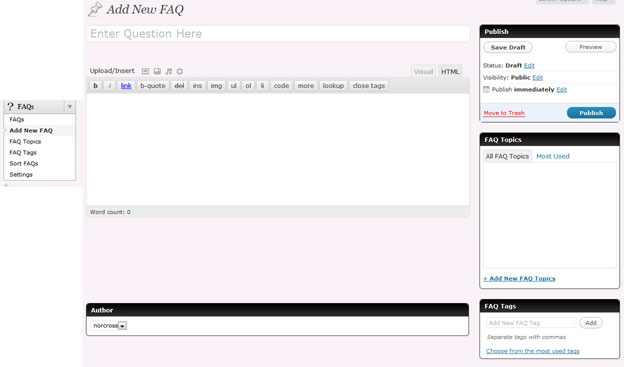 Add New FAQ
Enter Question Here
Upload/Insert
Visual
HTML
b
i
link
b-quote
del
ins
img
ul
ol
li
code
more
lookup
close tags
Word count: 0
Author
norcross
? FAQs
FAQs
Add New FAQ
FAQ Topics
FAQ Tags
Sort FAQs
Settings
Publish
Save Draft
Preview
Status: Draft Edit
Visibility: Public Edit
Publish immediately Edit
Move to Trash
Publish
FAQ Topics
All FAQ Topics
Most Used
+ Add New FAQ Topics
FAQ Tags
Add New FAQ Tag
Add
Separate tags with commas
Choose from the most used tags